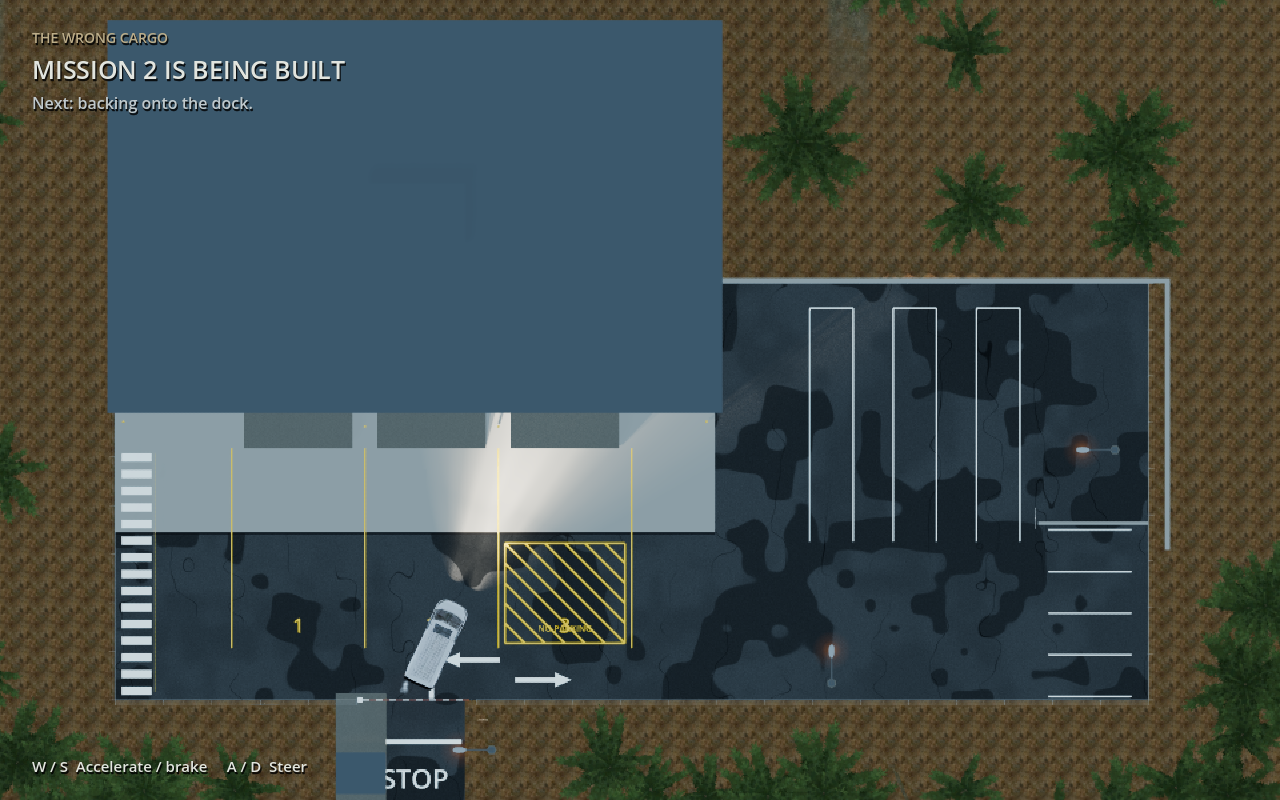 THE WRONG CARGO
MISSION 2 IS BEING BUILT
Next: backing onto the dock.
1
3
NO PARKING
STOP
W / S Accelerate / brake A / D Steer